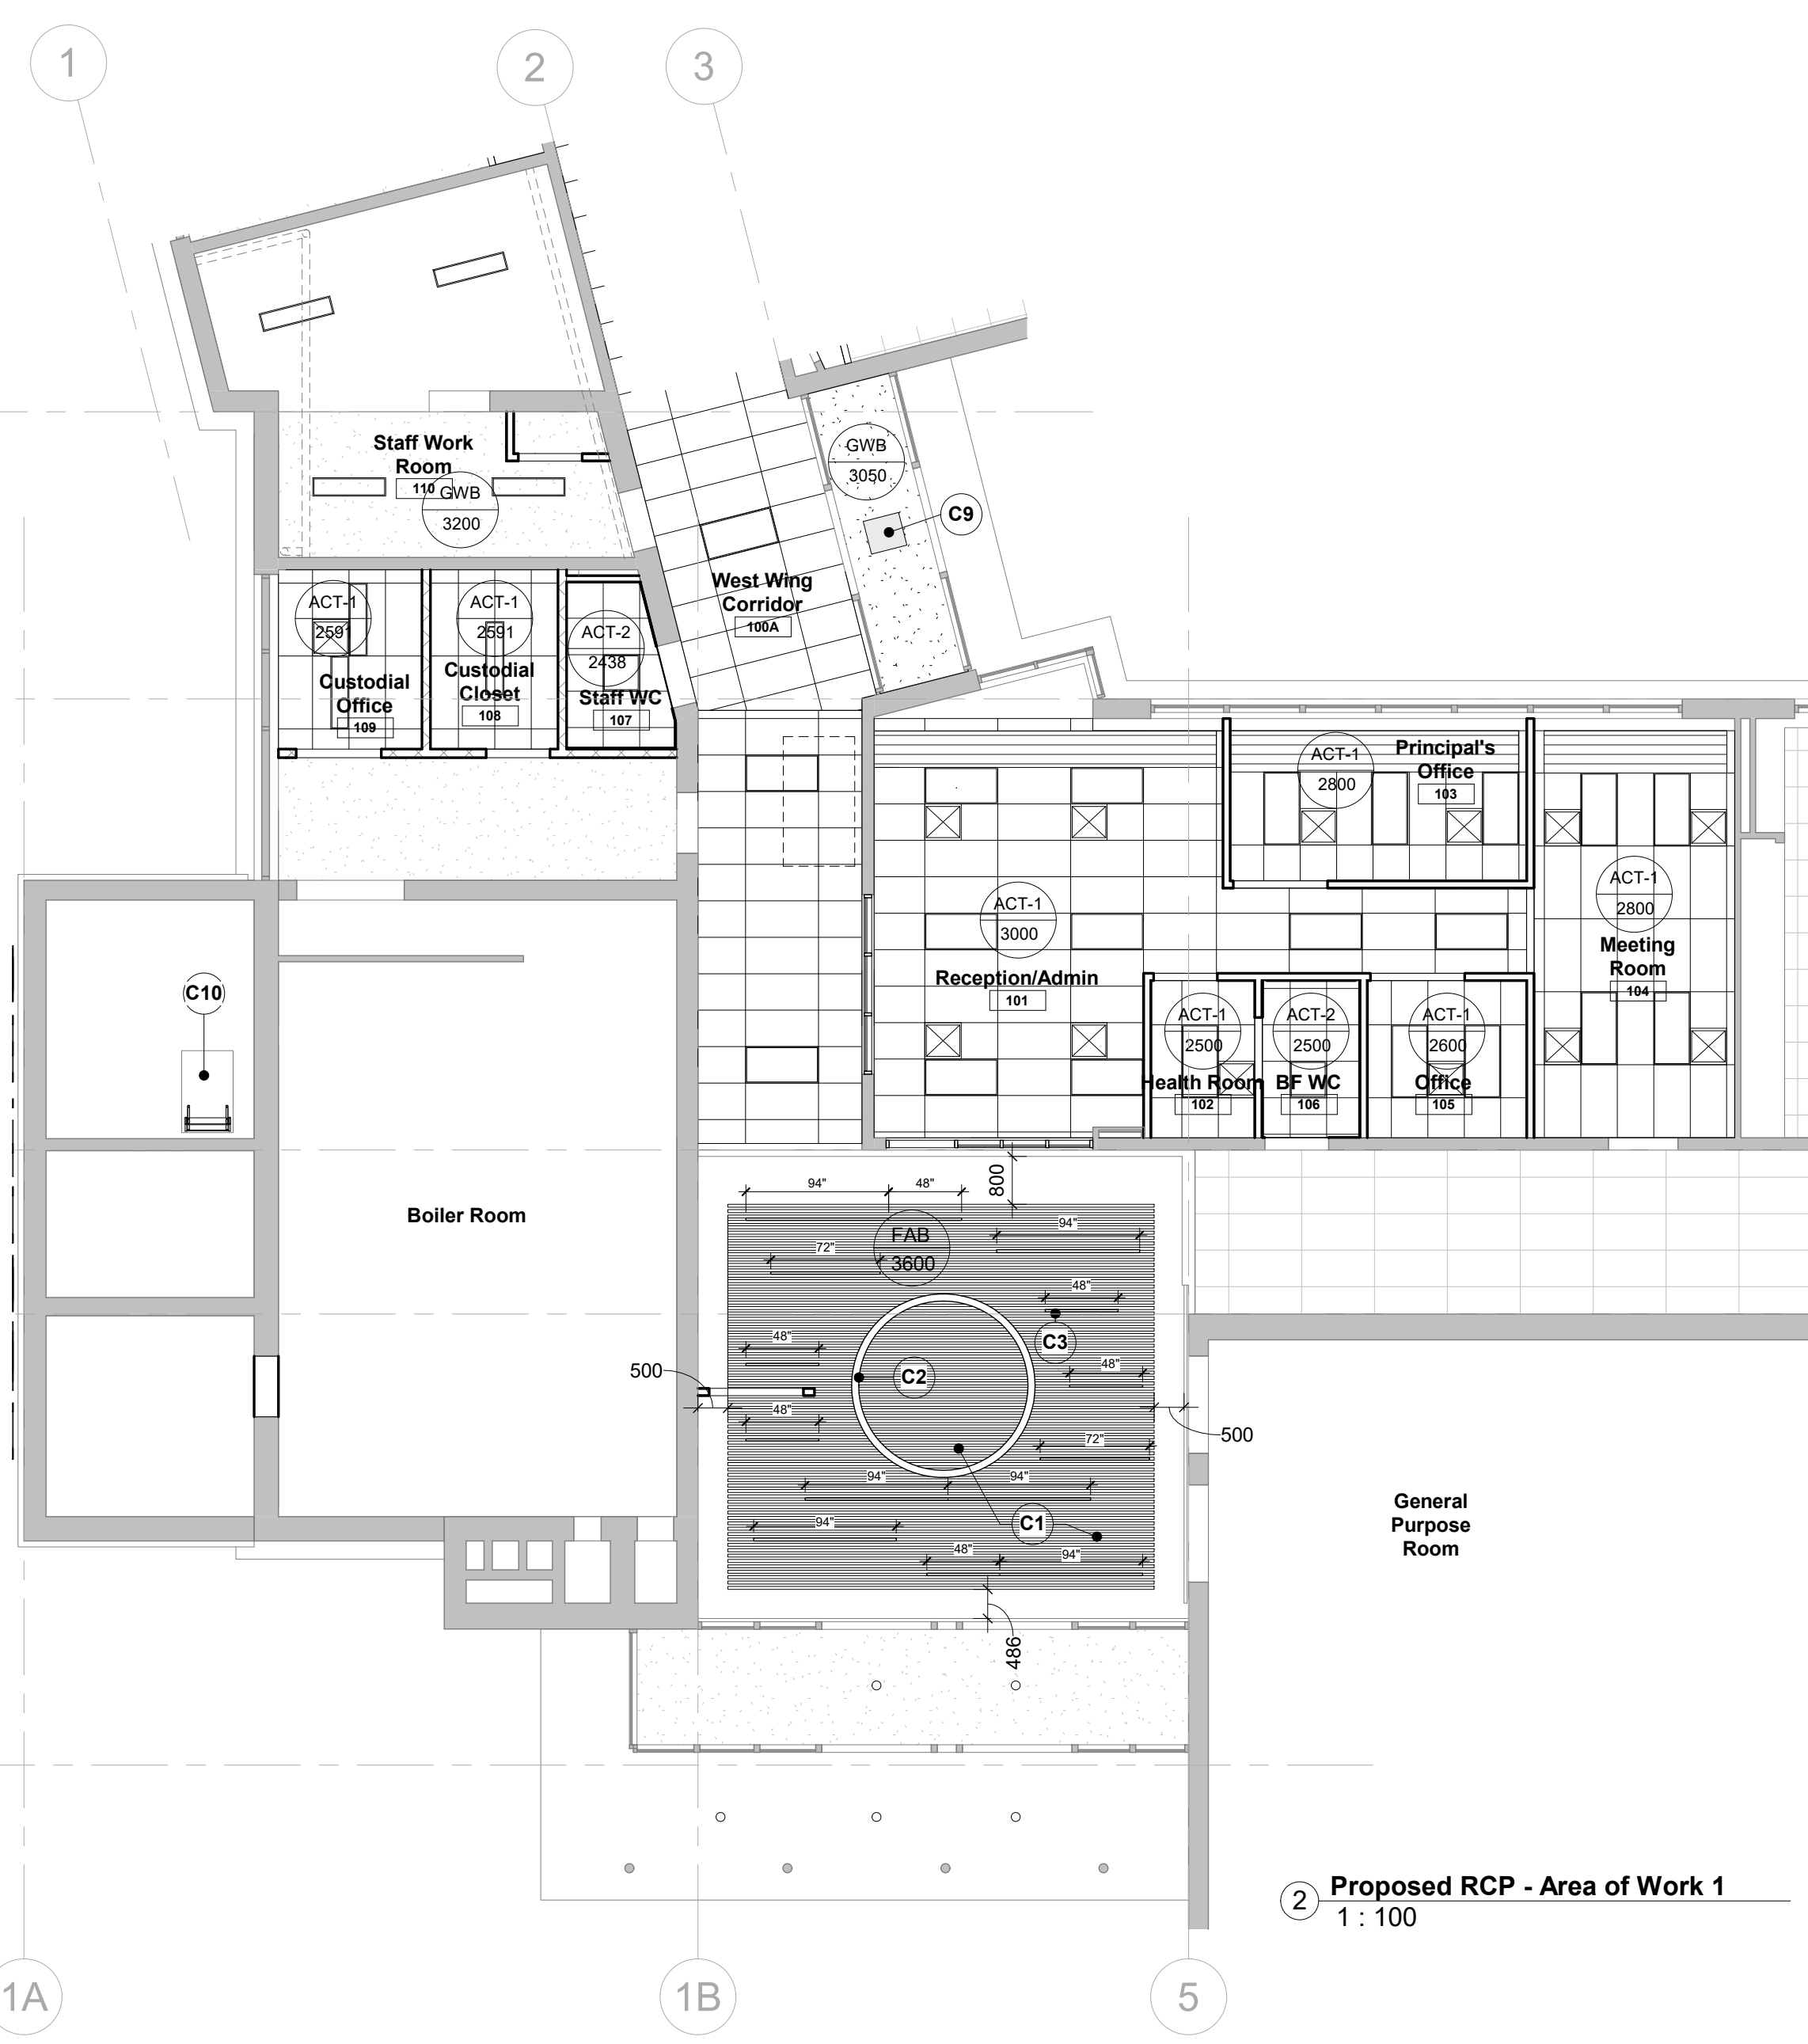 1
2
3
Staff Work
Room
110
GWB
3200
GWB
3050
C9
West Wing
Corridor
100A
ACT-1
2591
Custodial
Office
109
ACT-1
2591
Custodial
Closet
108
ACT-2
2438
Staff WC
107
ACT-1
2800
Principal's
Office
103
ACT-1
2800
Meeting
Room
104
ACT-1
3000
Reception/Admin
101
ACT-1
2500
Health Room
102
ACT-2
2500
BF WC
106
ACT-1
2600
Office
105
C10
Boiler Room
800
94"
48"
94"
FAB
3600
72"
48"
C3
48"
48"
C2
500
48"
500
72"
94"
94"
94"
C1
48"
94"
486
General
Purpose
Room
2
Proposed RCP - Area of Work 1
1 : 100
1A
1B
5